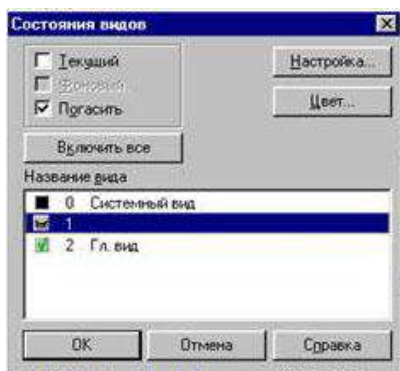 Состояния видов
Текущий
Настройка...
Фоновый
Погасить
Цвет...
Включить все
Название вида
0 Системный вид
1
2 Гл. вид
OK Отмена Справка